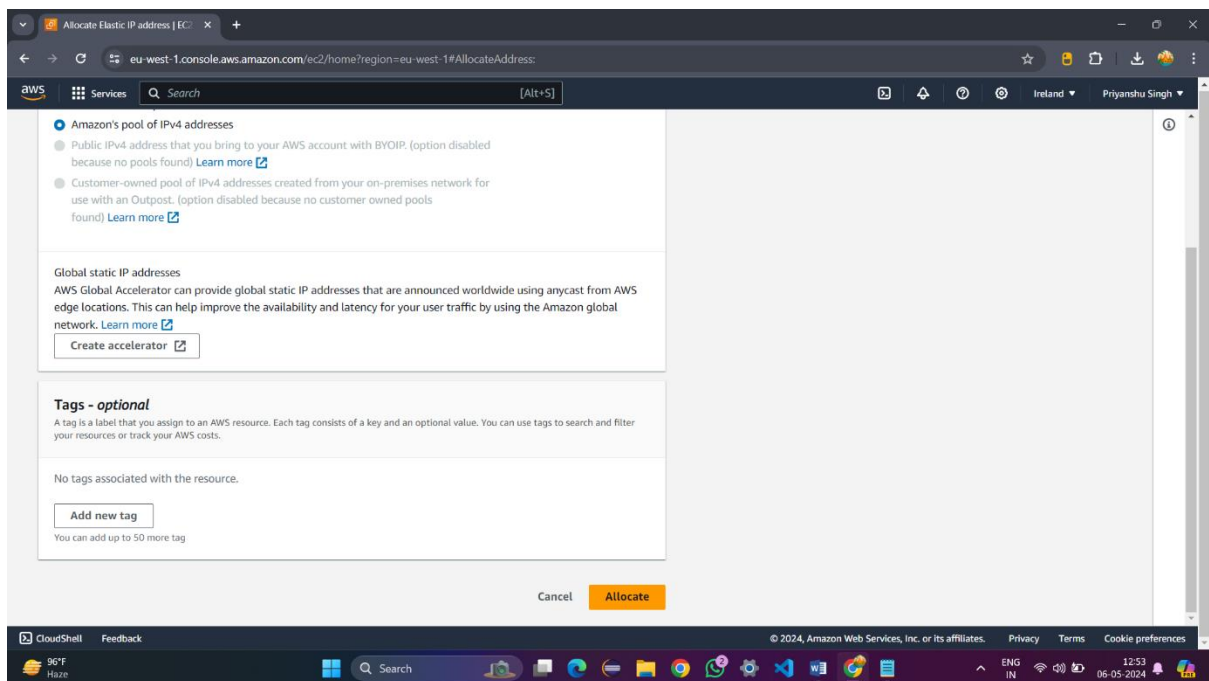 Allocate Elastic IP address | EC2
eu-west-1.console.aws.amazon.com/ec2/home?region=eu-west-1#AllocateAddress:
aws
Services
Search
[Alt+S]
Ireland
Priyanshu Singh
Amazon's pool of IPv4 addresses
Public IPv4 address that you bring to your AWS account with BYOIP. (option disabled
because no pools found) Learn more
Customer-owned pool of IPv4 addresses created from your on-premises network for
use with an Outpost. (option disabled because no customer owned pools
found) Learn more
Global static IP addresses
AWS Global Accelerator can provide global static IP addresses that are announced worldwide using anycast from AWS
edge locations. This can help improve the availability and latency for your user traffic by using the Amazon global
network. Learn more
Create accelerator
Tags - optional
A tag is a label that you assign to an AWS resource. Each tag consists of a key and an optional value. You can use tags to search and filter
your resources or track your AWS costs.
No tags associated with the resource.
Add new tag
You can add up to 50 more tag
Cancel
Allocate
CloudShell
Feedback
© 2024, Amazon Web Services, Inc. or its affiliates.
Privacy
Terms
Cookie preferences
96°F
Haze
Search
2
ENG
IN
12:53
06-05-2024